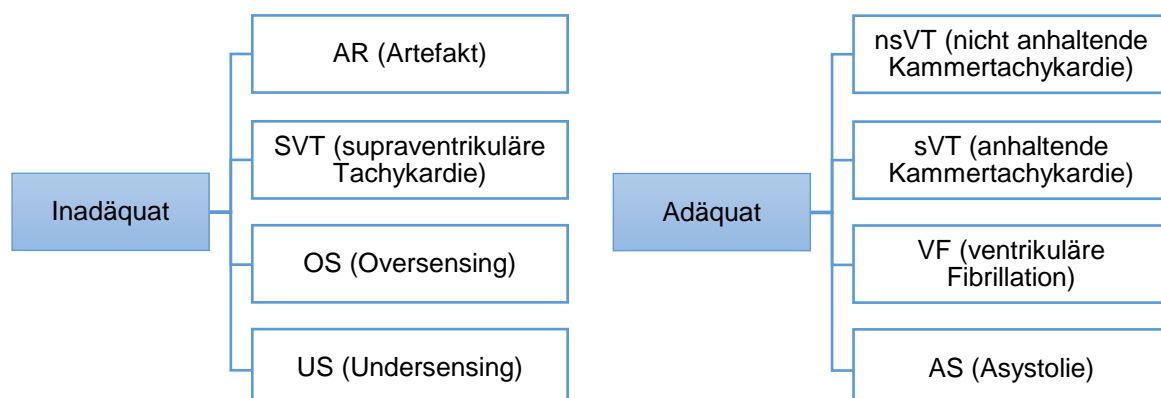 Inadäquat
AR (Artefakt)
SVT (supraventrikuläre
Tachykardie)
OS (Oversensing)
US (Undersensing)
Adäquat
nsVT (nicht anhaltende
Kammertachykardie)
sVT (anhaltende
Kammertachykardie)
VF (ventrikuläre
Fibrillation)
AS (Asystolie)